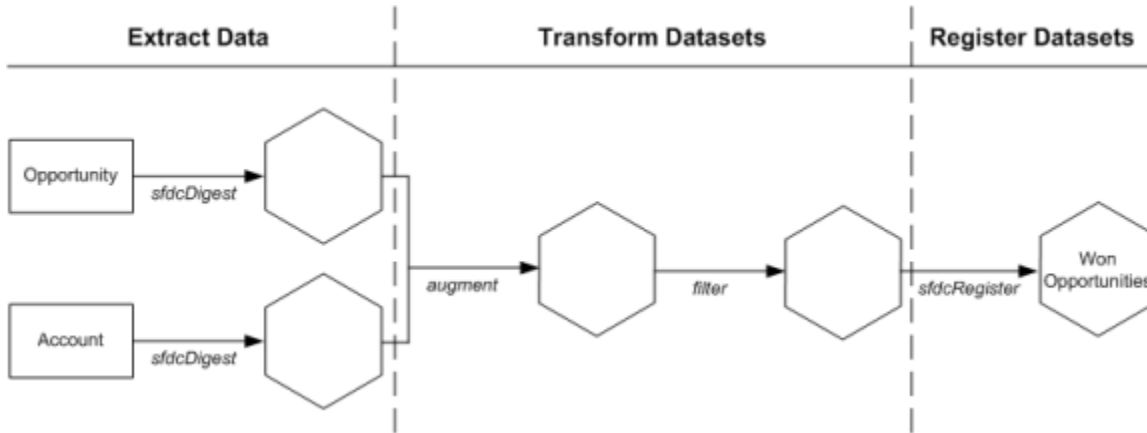 Extract Data
Transform Datasets
Register Datasets
Opportunity
sfdcDigest
Account
sfdcDigest
augment
filter
sfdcRegister
Won
Opportunities